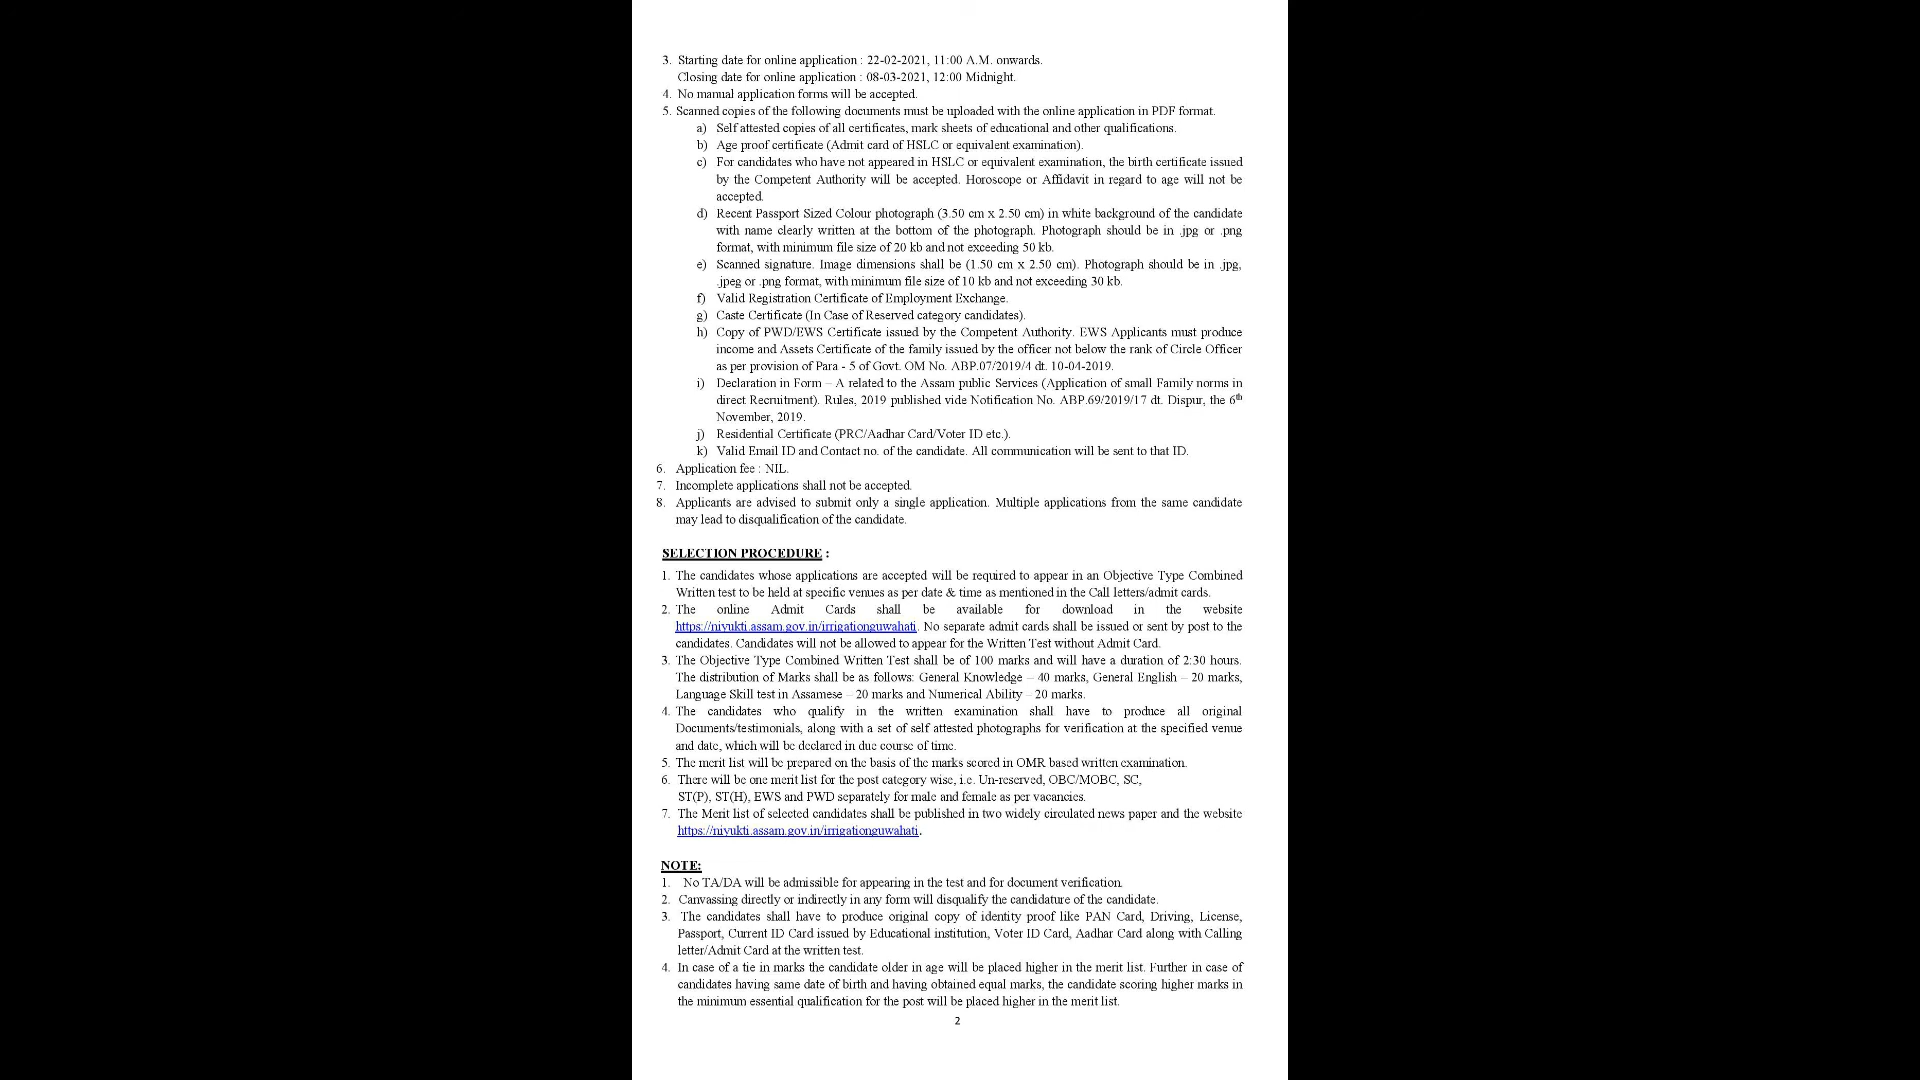 3. Starting date for online application : 22-02-2021, 11:00 A.M. onwards.
Closing date for online application : 08-03-2021, 12:00 Midnight.
4. No manual application forms will be accepted.
5. Scanned copies of the following documents must be uploaded with the online application in PDF format.
a) Self attested copies of all certificates, mark sheets of educational and other qualifications.
b) Age proof certificate (Admit card of HSLC or equivalent examination).
c) For candidates who have not appeared in HSLC or equivalent examination, the birth certificate issued
by the Competent Authority will be accepted. Horoscope or Affidavit in regard to age will not be
accepted.
d) Recent Passport Sized Colour photograph (3.50 cm x 2.50 cm) in white background of the candidate
with name clearly written at the bottom of the photograph. Photograph should be in .jpg or .png
format, with minimum file size of 20 kb and not exceeding 50 kb.
e) Scanned signature. Image dimensions shall be (1.50 cm x 2.50 cm). Photograph should be in .jpg,
.jpeg or .png format, with minimum file size of 10 kb and not exceeding 30 kb.
f) Valid Registration Certificate of Employment Exchange.
g) Caste Certificate (In Case of Reserved category candidates).
h) Copy of PWD/EWS Certificate issued by the Competent Authority. EWS Applicants must produce
income and Assets Certificate of the family issued by the officer not below the rank of Circle Officer
as per provision of Para - 5 of Govt. OM No. ABP.07/2019/4 dt. 10-04-2019.
i) Declaration in Form – A related to the Assam public Services (Application of small Family norms in
direct Recruitment). Rules, 2019 published vide Notification No. ABP.69/2019/17 dt. Dispur, the 6th
November, 2019.
j) Residential Certificate (PRC/Aadhar Card/Voter ID etc.).
k) Valid Email ID and Contact no. of the candidate. All communication will be sent to that ID.
6. Application fee : NIL.
7. Incomplete applications shall not be accepted.
8. Applicants are advised to submit only a single application. Multiple applications from the same candidate
may lead to disqualification of the candidate.
SELECTION PROCEDURE :
1. The candidates whose applications are accepted will be required to appear in an Objective Type Combined
Written test to be held at specific venues as per date & time as mentioned in the Call letters/admit cards.
2. The online Admit Cards shall be available for download in the website
https://niyukti.assam.gov.in/irrigationguwahati. No separate admit cards shall be issued or sent by post to the
candidates. Candidates will not be allowed to appear for the Written Test without Admit Card.
3. The Objective Type Combined Written Test shall be of 100 marks and will have a duration of 2:30 hours.
The distribution of Marks shall be as follows: General Knowledge – 40 marks, General English – 20 marks,
Language Skill test in Assamese – 20 marks and Numerical Ability – 20 marks.
4. The candidates who qualify in the written examination shall have to produce all original
Documents/testimonials, along with a set of self attested photographs for verification at the specified venue
and date, which will be declared in due course of time.
5. The merit list will be prepared on the basis of the marks scored in OMR based written examination.
6. There will be one merit list for the post category wise, i.e. Un-reserved, OBC/MOBC, SC,
ST(P), ST(H), EWS and PWD separately for male and female as per vacancies.
7. The Merit list of selected candidates shall be published in two widely circulated news paper and the website
https://niyukti.assam.gov.in/irrigationguwahati.
NOTE:
1. No TA/DA will be admissible for appearing in the test and for document verification.
2. Canvassing directly or indirectly in any form will disqualify the candidature of the candidate.
3. The candidates shall have to produce original copy of identity proof like PAN Card, Driving, License,
Passport, Current ID Card issued by Educational institution, Voter ID Card, Aadhar Card along with Calling
letter/Admit Card at the written test.
4. In case of a tie in marks the candidate older in age will be placed higher in the merit list. Further in case of
candidates having same date of birth and having obtained equal marks, the candidate scoring higher marks in
the minimum essential qualification for the post will be placed higher in the merit list.
2